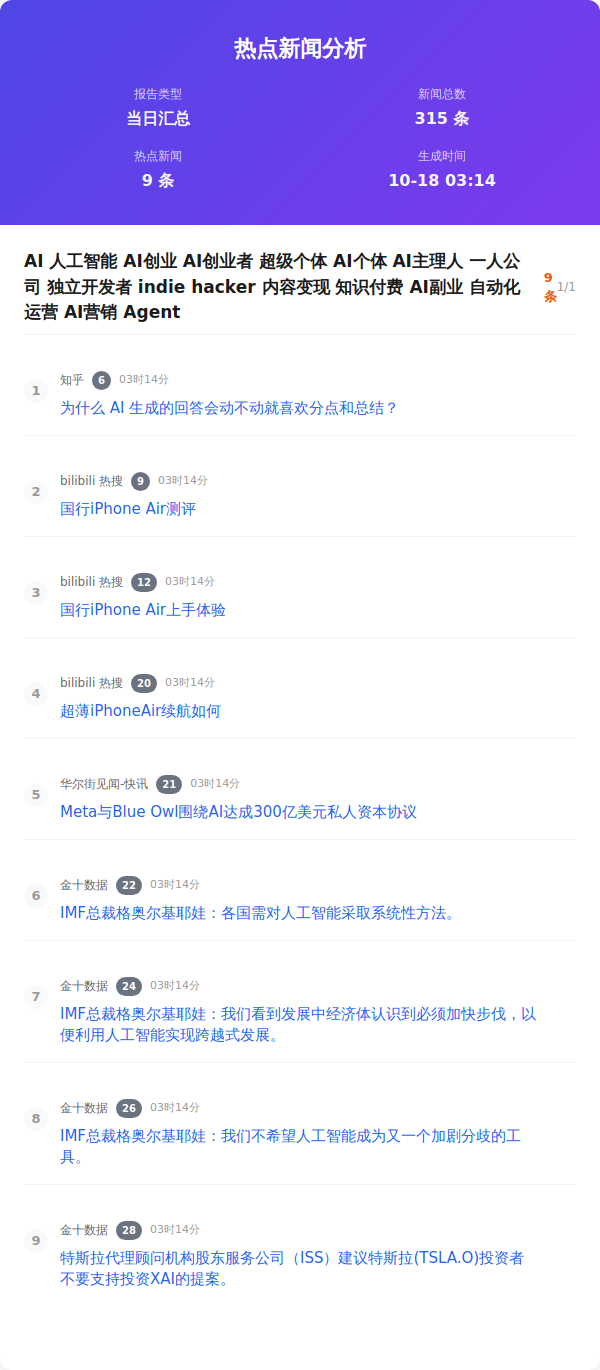 热点新闻分析
报告类型
当日汇总
新闻总数
315 条
热点新闻
9 条
生成时间
10-18 03:14
AI 人工智能 AI创业 AI创业者 超级个体 AI个体 AI主理人 一人公
司 独立开发者 indie hacker 内容变现 知识付费 AI副业 自动化
运营 AI营销 Agent
9
条
1/1
1
知乎 6 03时14分
为什么 AI 生成的回答会动不动就喜欢分点和总结？
2
bilibili 热搜 9 03时14分
国行iPhone Air测评
3
bilibili 热搜 12 03时14分
国行iPhone Air上手体验
4
bilibili 热搜 20 03时14分
超薄iPhoneAir续航如何
5
华尔街见闻-快讯 21 03时14分
Meta与Blue Owl围绕AI达成300亿美元私人资本协议
6
金十数据 22 03时14分
IMF总裁格奥尔基耶娃：各国需对人工智能采取系统性方法。
7
金十数据 24 03时14分
IMF总裁格奥尔基耶娃：我们看到发展中经济体认识到必须加快步伐，以
便利用人工智能实现跨越式发展。
8
金十数据 26 03时14分
IMF总裁格奥尔基耶娃：我们不希望人工智能成为又一个加剧分歧的工
具。
9
金十数据 28 03时14分
特斯拉代理顾问机构股东服务公司（ISS）建议特斯拉(TSLA.O)投资者
不要支持投资XAI的提案。